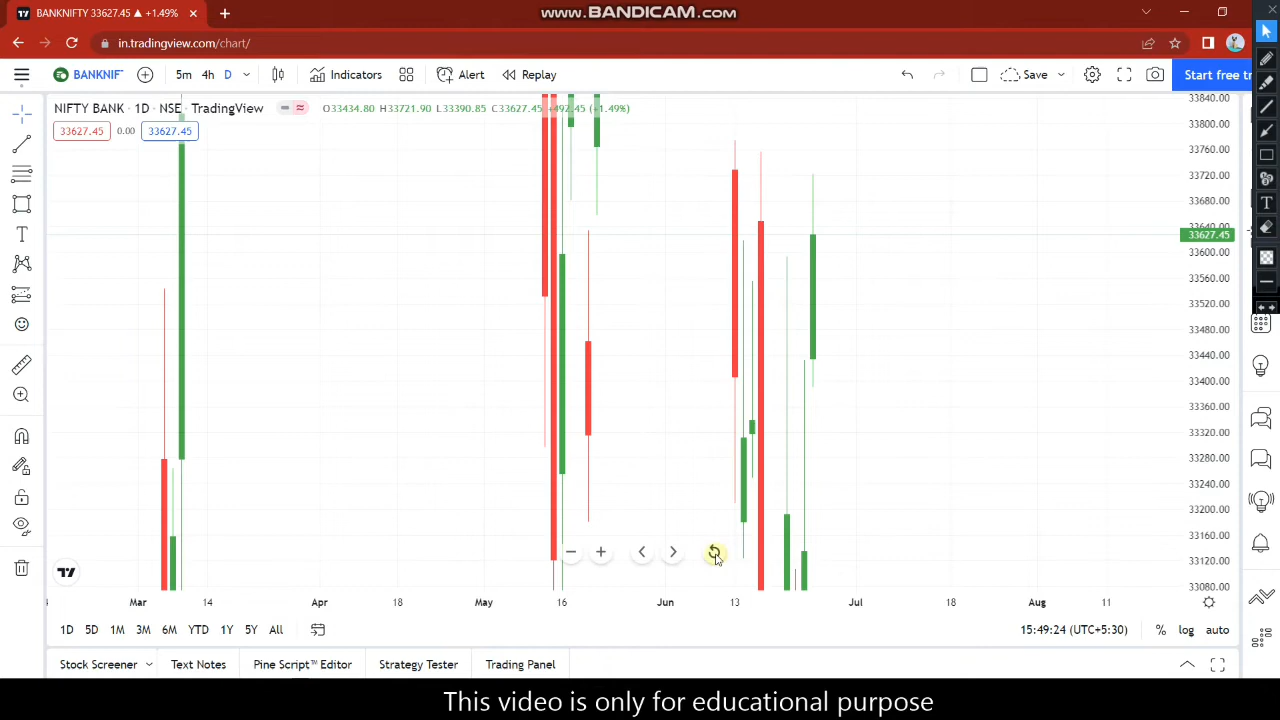 BANKNIFTY 33627.45 ▲ +1.49%
www.BANDICAM.com
in.tradingview.com/chart/
BANKNIF 5m 4h D Indicators Alert Replay Save Start free tr
NIFTY BANK · 1D · NSE · TradingView O33434.80 H33721.90 L33390.85 C33627.45 +492.45 (+1.49%)
33627.45 0.00 33627.45
33840.00
33800.00
33760.00
33720.00
33680.00
33640.00
33627.45
33600.00
33560.00
33520.00
33480.00
33440.00
33400.00
33360.00
33320.00
33280.00
33240.00
33200.00
33160.00
33120.00
33080.00
Mar 14 Apr 18 May 16 Jun 13 Jul 18 Aug 11
1D 5D 1M 3M 6M YTD 1Y 5Y All 15:49:24 (UTC+5:30) % log auto
Stock Screener Text Notes Pine Script™ Editor Strategy Tester Trading Panel
This video is only for educational purpose